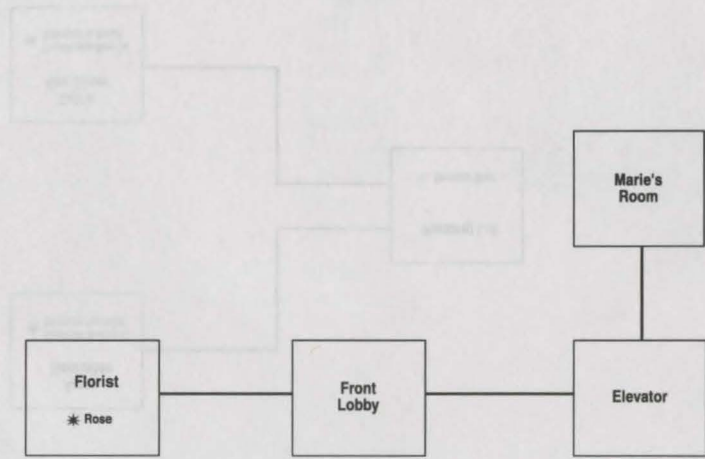 Marie's
Room
Florist
✷ Rose
Front
Lobby
Elevator